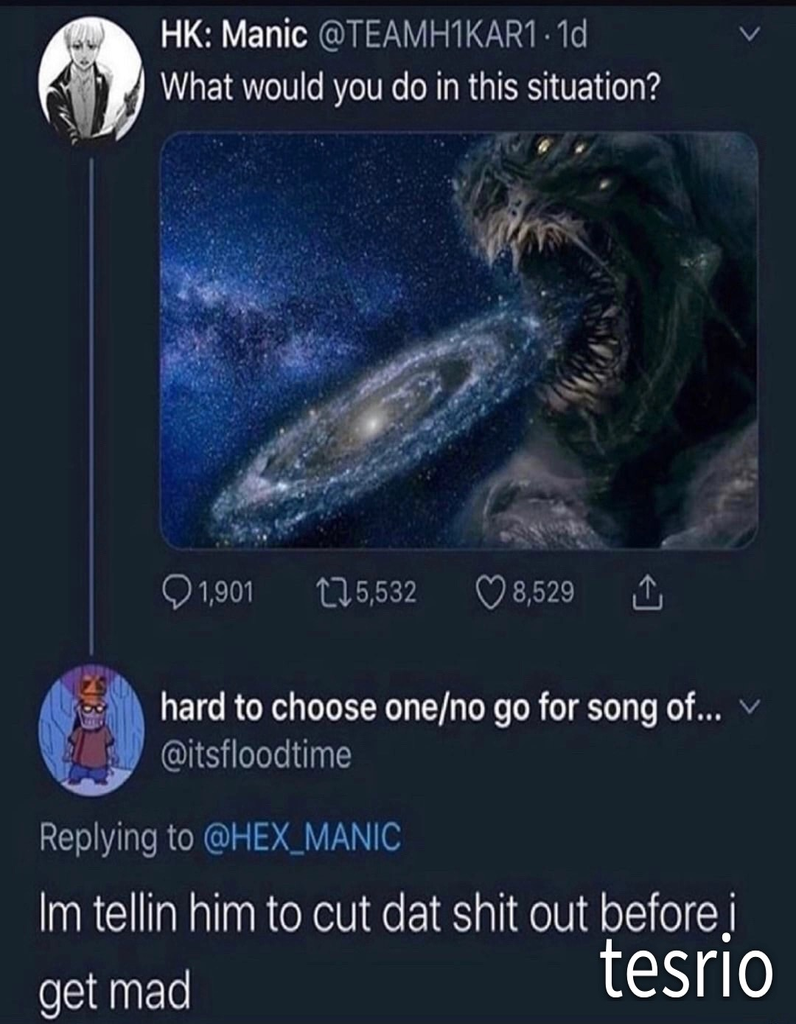 HK: Manic @TEAMH1KAR1 · 1d
What would you do in this situation?
1,901 5,532 8,529
hard to choose one/no go for song of...
@itsfloodtime
Replying to @HEX_MANIC
Im tellin him to cut dat shit out before i
get mad
tesrio